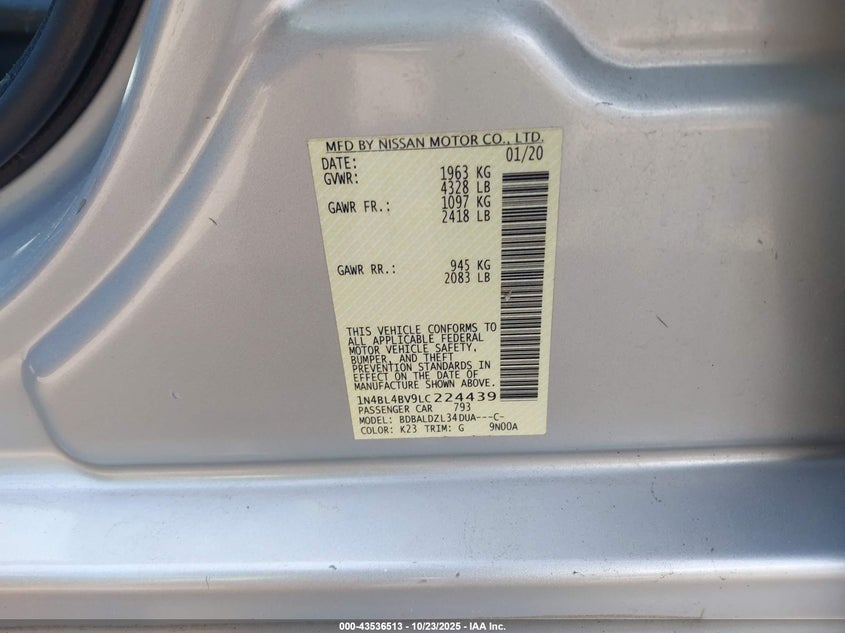 MFD BY NISSAN MOTOR CO., LTD.
DATE: 01/20
GVWR: 1963 KG
4328 LB
GAWR FR.: 1097 KG
2418 LB
GAWR RR.: 945 KG
2083 LB
THIS VEHICLE CONFORMS TO
ALL APPLICABLE FEDERAL
MOTOR VEHICLE SAFETY,
BUMPER, AND THEFT
PREVENTION STANDARDS IN
EFFECT ON THE DATE OF
MANUFACTURE SHOWN ABOVE.
1N4BL4BV9LC224439
PASSENGER CAR 793
MODEL: BDBALDZL34DUA---C-
COLOR: K23 TRIM: G 9N00A
000-43536513 - 10/23/2025 - IAA Inc.